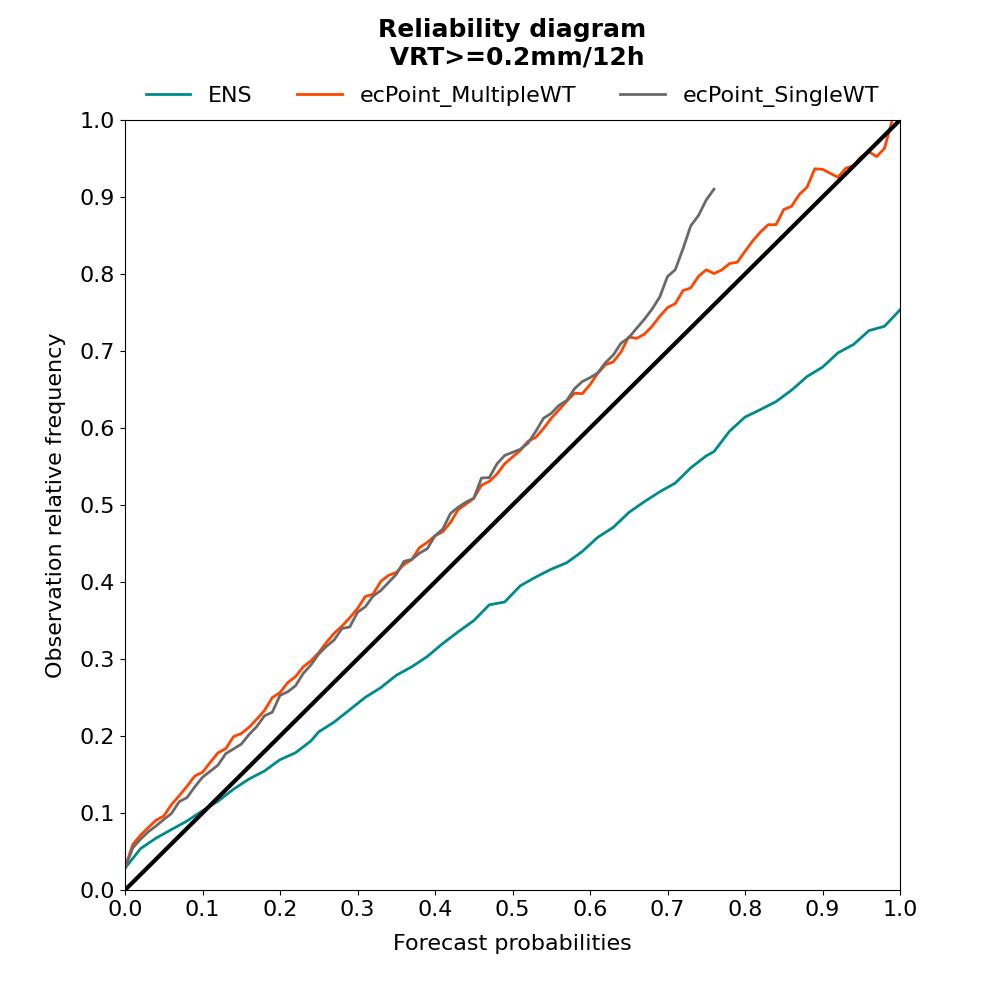 Reliability diagram
VRT>=0.2mm/12h
ENS ecPoint_MultipleWT ecPoint_SingleWT
1.0
0.9
0.8
0.7
0.6
0.5
0.4
0.3
0.2
0.1
0.0
Observation relative frequency
0.0 0.1 0.2 0.3 0.4 0.5 0.6 0.7 0.8 0.9 1.0
Forecast probabilities